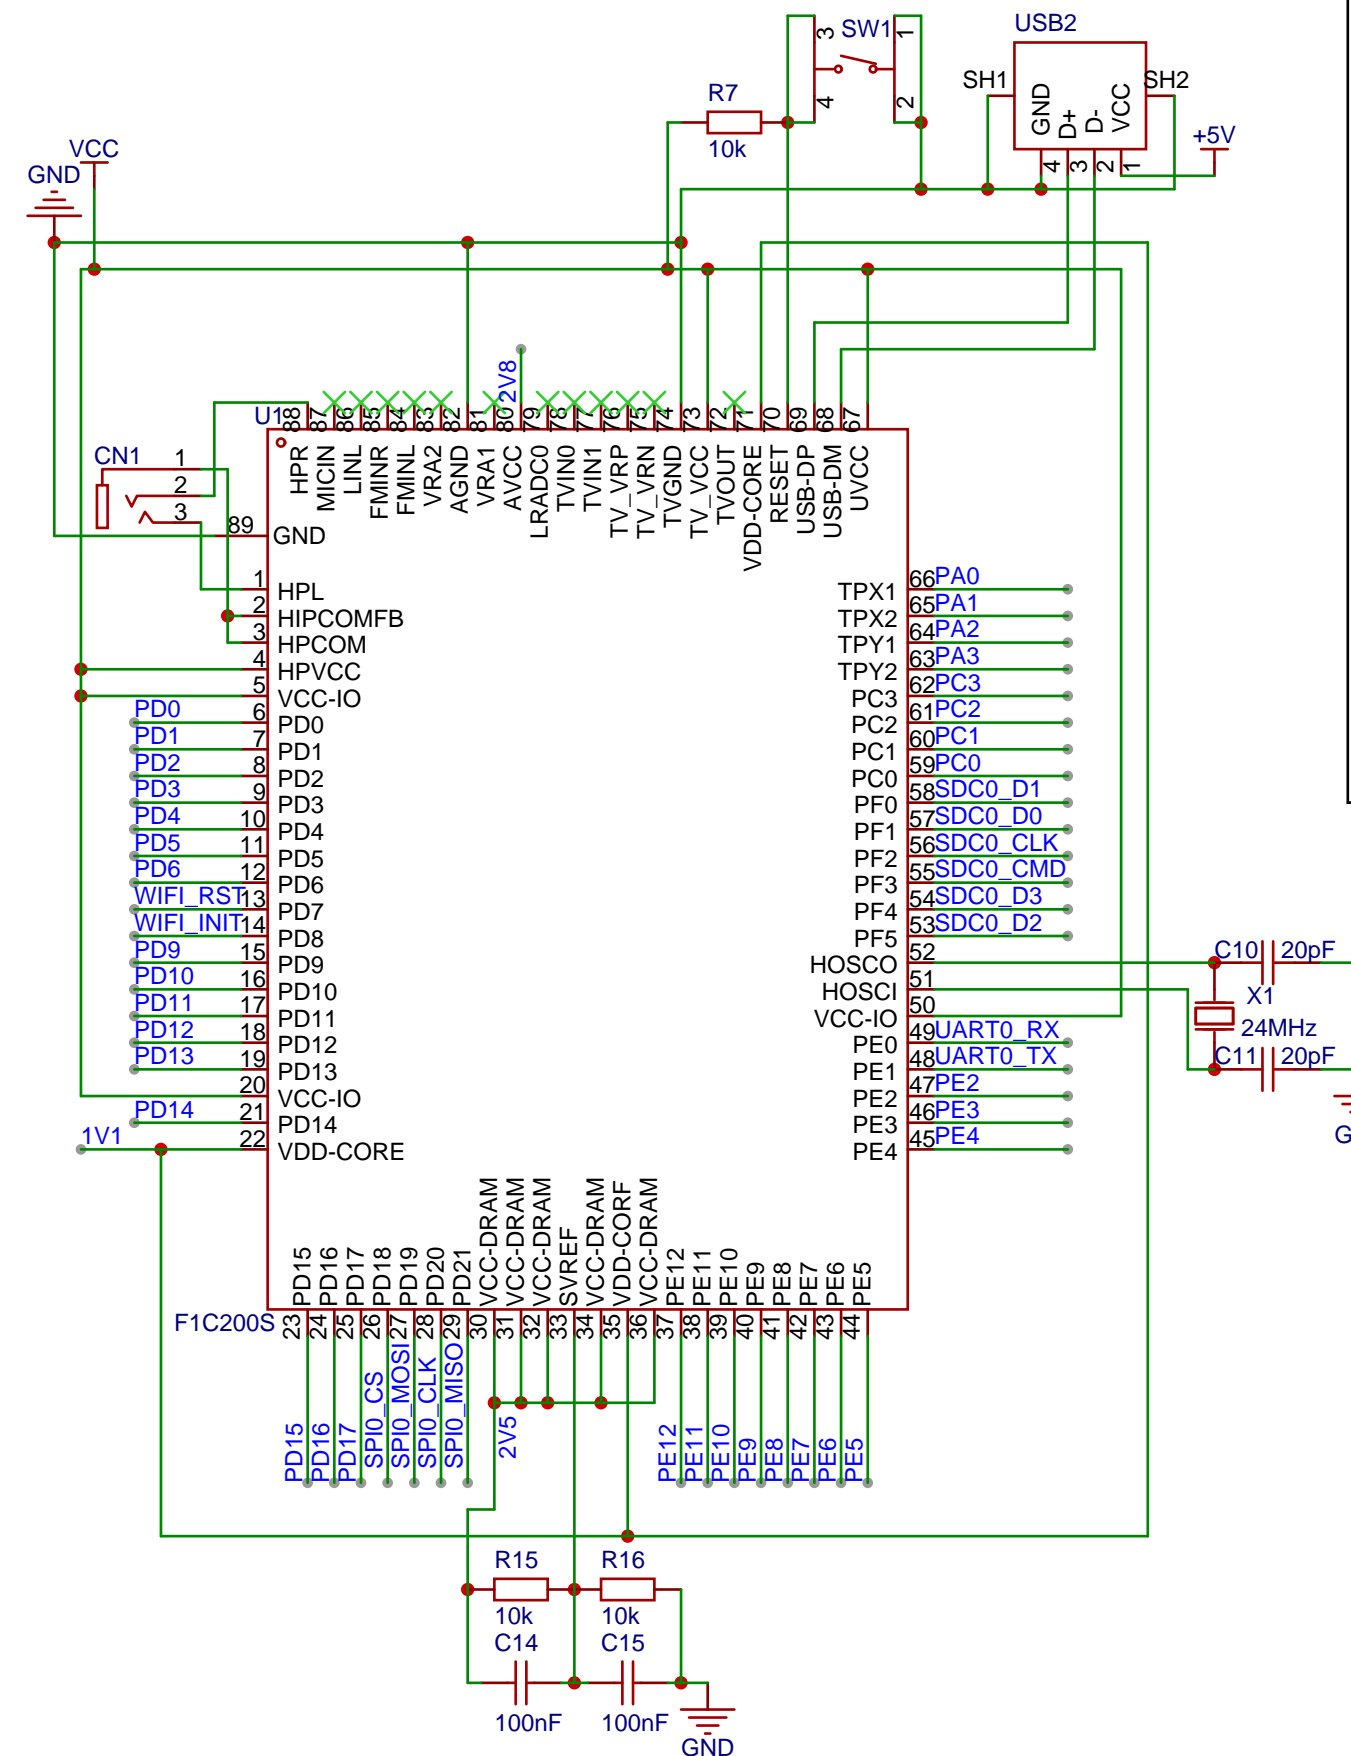 USB2
SW1
3
1
4
2
SH1
SH2
GND
D+
D-
VCC
4
3
2
1
+5V
R7
10k
VCC
GND
2V8
U1
88
87
86
85
84
83
82
81
80
79
78
77
76
75
74
73
72
71
70
69
68
67
HPR
MICIN
LINL
FMINR
FMINL
VRA2
AGND
VRA1
AVCC
LRADC0
TVIN0
TVIN1
TV_VRP
TV_VRN
TVGND
TV_VCC
TVOUT
VDD-CORE
RESET
USB-DP
USB-DM
UVCC
CN1
1
2
3
89
GND
1
HPL
2
HIPCOMFB
3
HPCOM
4
HPVCC
5
VCC-IO
PD0
6
PD0
PD1
7
PD1
PD2
8
PD2
PD3
9
PD3
PD4
10
PD4
PD5
11
PD5
PD6
12
PD6
WIFI_RST
13
PD7
WIFI_INIT
14
PD8
PD9
15
PD9
PD10
16
PD10
PD11
17
PD11
PD12
18
PD12
PD13
19
PD13
20
VCC-IO
PD14
21
PD14
1V1
22
VDD-CORE
TPX1
66
PA0
TPX2
65
PA1
TPY1
64
PA2
TPY2
63
PA3
PC3
62
PC3
PC2
61
PC2
PC1
60
PC1
PC0
59
PC0
PF0
58
SDC0_D1
PF1
57
SDC0_D0
PF2
56
SDC0_CLK
PF3
55
SDC0_CMD
PF4
54
SDC0_D3
PF5
53
SDC0_D2
HOSCO
52
HOSCI
51
VCC-IO
50
PE0
49
UART0_RX
PE1
48
UART0_TX
PE2
47
PE2
PE3
46
PE3
PE4
45
PE4
C10
20pF
X1
24MHz
C11
20pF
G
PD15
PD16
PD17
PD18
PD19
PD20
PD21
VCC-DRAM
VCC-DRAM
VCC-DRAM
SVREF
VCC-DRAM
VDD-CORF
VCC-DRAM
PE12
PE11
PE10
PE9
PE8
PE7
PE6
PE5
F1C200S
23
24
25
26
27
28
29
30
31
32
33
34
35
36
37
38
39
40
41
42
43
44
PD15
PD16
PD17
SPI0_CS
SPI0_MOSI
SPI0_CLK
SPI0_MISO
2V5
PE12
PE11
PE10
PE9
PE8
PE7
PE6
PE5
R15
10k
R16
10k
C14
100nF
C15
100nF
GND